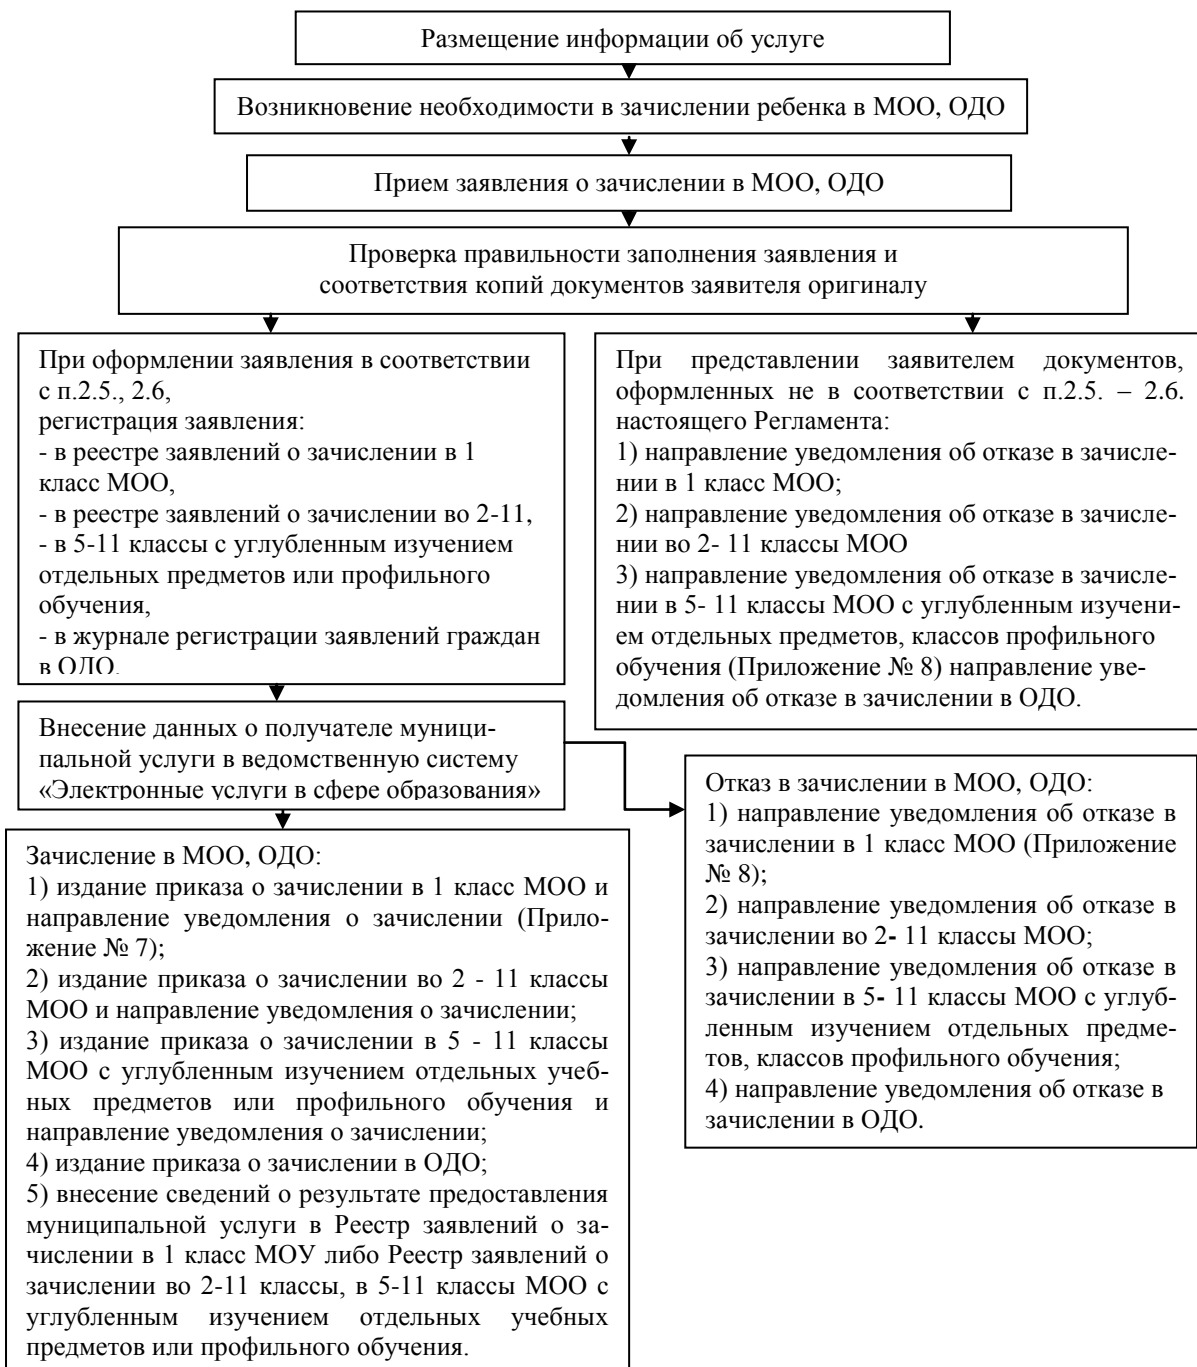 Размещение информации об услуге
Возникновение необходимости в зачислении ребенка в МОО, ОДО
Прием заявления о зачислении в МОО, ОДО
Проверка правильности заполнения заявления и
соответствия копий документов заявителя оригиналу
При оформлении заявления в соответствии
с п.2.5., 2.6,
регистрация заявления:
- в реестре заявлений о зачислении в 1
класс МОО,
- в реестре заявлений о зачислении во 2-11,
- в 5-11 классы с углубленным изучением
отдельных предметов или профильного
обучения,
- в журнале регистрации заявлений граждан
в ОДО.
При представлении заявителем документов,
оформленных не в соответствии с п.2.5. – 2.6.
настоящего Регламента:
1) направление уведомления об отказе в зачисле-
нии в 1 класс МОО;
2) направление уведомления об отказе в зачисле-
нии во 2- 11 классы МОО
3) направление уведомления об отказе в зачисле-
нии в 5- 11 классы МОО с углубленным изучени-
ем отдельных предметов, классов профильного
обучения (Приложение № 8) направление уве-
домления об отказе в зачислении в ОДО.
Внесение данных о получателе муници-
пальной услуги в ведомственную систему
«Электронные услуги в сфере образования»
Отказ в зачислении в МОО, ОДО:
1) направление уведомления об отказе в
зачислении в 1 класс МОО (Приложение
№ 8);
2) направление уведомления об отказе в
зачислении во 2- 11 классы МОО;
3) направление уведомления об отказе в
зачислении в 5- 11 классы МОО с углуб-
ленным изучением отдельных предме-
тов, классов профильного обучения;
4) направление уведомления об отказе в
зачислении в ОДО.
Зачисление в МОО, ОДО:
1) издание приказа о зачислении в 1 класс МОО и
направление уведомления о зачислении (Прило-
жение № 7);
2) издание приказа о зачислении во 2 - 11 классы
МОО и направление уведомления о зачислении;
3) издание приказа о зачислении в 5 - 11 классы
МОО с углубленным изучением отдельных учеб-
ных предметов или профильного обучения и
направление уведомления о зачислении;
4) издание приказа о зачислении в ОДО;
5) внесение сведений о результате предоставления
муниципальной услуги в Реестр заявлений о за-
числении в 1 класс МОУ либо Реестр заявлений о
зачислении во 2-11 классы, в 5-11 классы МОО с
углубленным изучением отдельных учебных
предметов или профильного обучения.